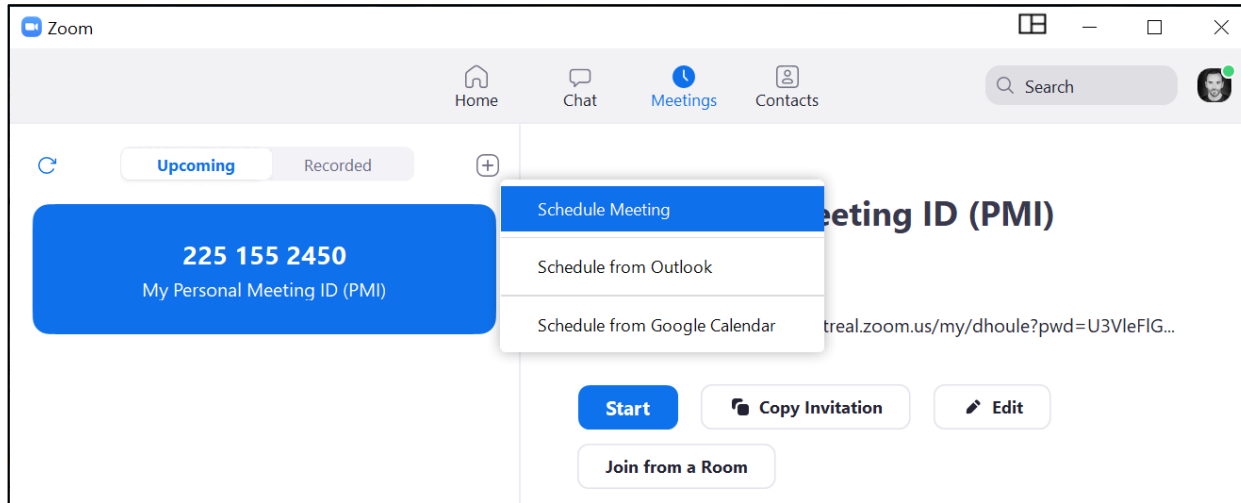 Zoom
Home Chat Meetings Contacts
Search
Upcoming Recorded
Schedule Meeting
eeting ID (PMI)
225 155 2450
My Personal Meeting ID (PMI)
Schedule from Outlook
Schedule from Google Calendar
treal.zoom.us/my/dhoule?pwd=U3VleFlG...
Start Copy Invitation Edit
Join from a Room